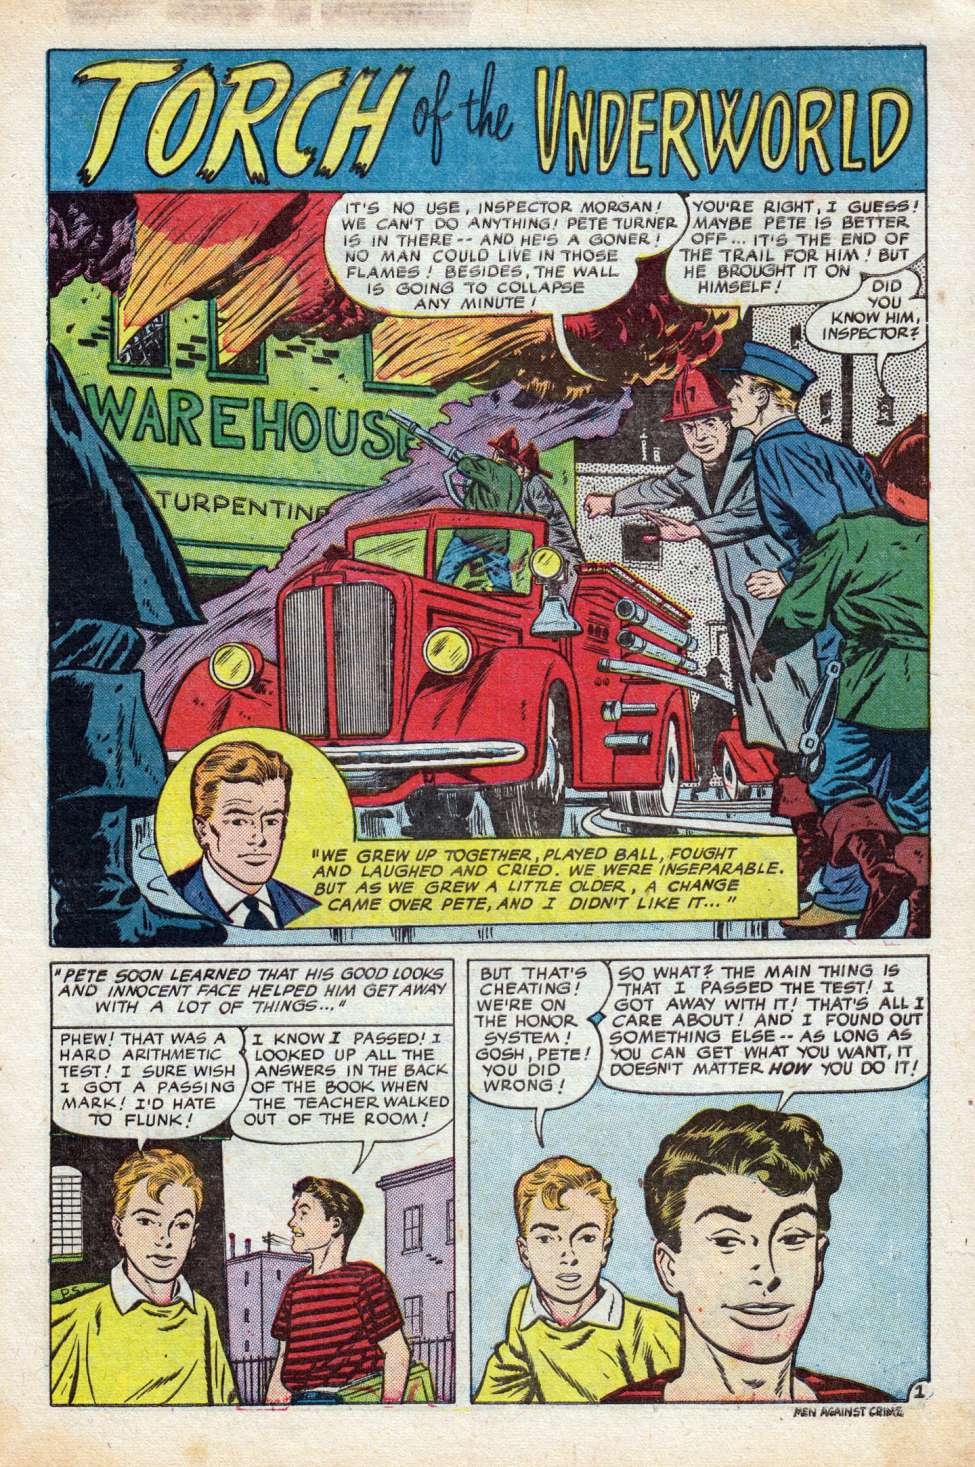 TORCH of the UNDERWORLD
IT'S NO USE, INSPECTOR MORGAN!
WE CAN'T DO ANYTHING! PETE TURNER
IS IN THERE -- AND HE'S A GONER!
NO MAN COULD LIVE IN THOSE
FLAMES! BESIDES, THE WALL
IS GOING TO COLLAPSE
ANY MINUTE!
YOU'RE RIGHT, I GUESS!
MAYBE PETE IS BETTER
OFF... IT'S THE END OF
THE TRAIL FOR HIM! BUT
HE BROUGHT IT ON
HIMSELF!
DID
YOU
KNOW HIM,
INSPECTOR?
WAREHOUSE
TURPENTINE
7
"WE GREW UP TOGETHER, PLAYED BALL, FOUGHT
AND LAUGHED AND CRIED. WE WERE INSEPARABLE.
BUT AS WE GREW A LITTLE OLDER, A CHANGE
CAME OVER PETE, AND I DIDN'T LIKE IT..."
"PETE SOON LEARNED THAT HIS GOOD LOOKS
AND INNOCENT FACE HELPED HIM GET AWAY
WITH A LOT OF THINGS..."
PHEW! THAT WAS A
HARD ARITHMETIC
TEST! I SURE WISH
I GOT A PASSING
MARK! I'D HATE
TO FLUNK!
I KNOW I PASSED! I
LOOKED UP ALL THE
ANSWERS IN THE BACK
OF THE BOOK WHEN
THE TEACHER WALKED
OUT OF THE ROOM!
P.S.
BUT THAT'S
CHEATING!
WE'RE ON
THE HONOR
SYSTEM!
GOSH, PETE!
YOU DID
WRONG!
SO WHAT? THE MAIN THING IS
THAT I PASSED THE TEST! I
GOT AWAY WITH IT! THAT'S ALL I
CARE ABOUT! AND I FOUND OUT
SOMETHING ELSE -- AS LONG AS
YOU CAN GET WHAT YOU WANT, IT
DOESN'T MATTER HOW YOU DO IT!
1
MEN AGAINST CRIME